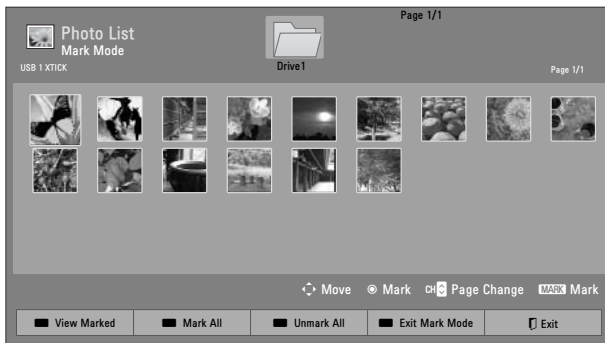 Page 1/1
Photo List
Mark Mode
USB 1 XTICK
Drive1
Page 1/1
Move Mark CH Page Change MARK Mark
View Marked Mark All Unmark All Exit Mark Mode Exit